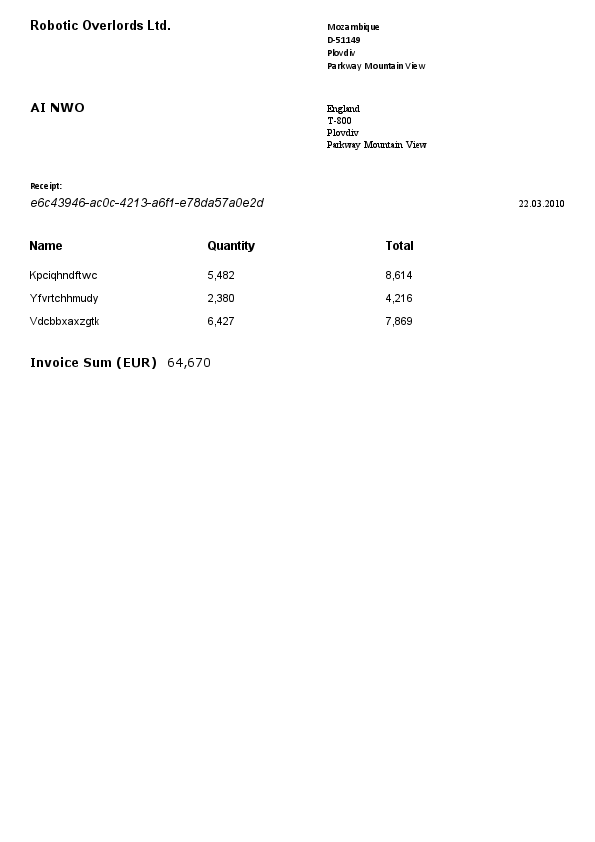 Robotic Overlords Ltd.
Mozambique
D-51149
Plovdiv
Parkway Mountain View
AI NWO
England
T-800
Plovdiv
Parkway Mountain View
Receipt:
e6c43946-ac0c-4213-a6f1-e78da57a0e2d 22.03.2010
Name Quantity Total
Kpciqhndftwc 5,482 8,614
Yfvrtchhmudy 2,380 4,216
Vdcbbxaxzgtk 6,427 7,869
Invoice Sum (EUR) 64,670